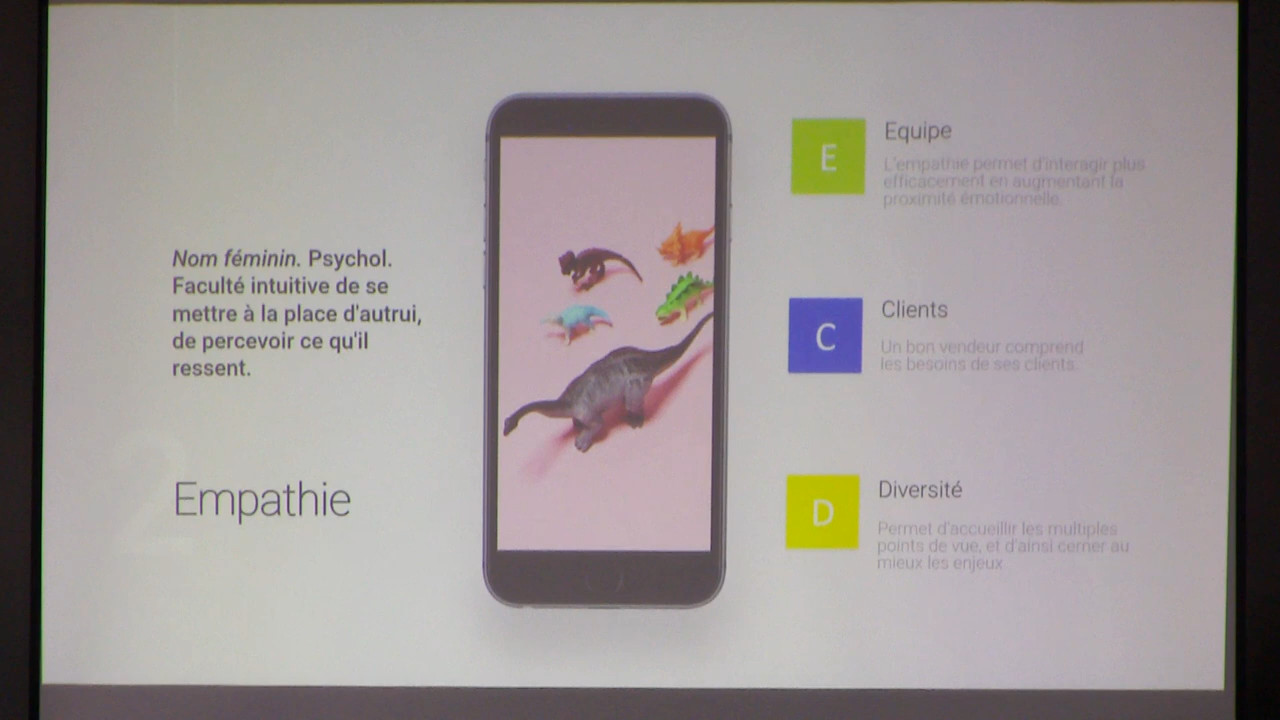 Nom féminin. Psychol.
Faculté intuitive de se
mettre à la place d'autrui,
de percevoir ce qu'il
ressent.
2
Empathie
E
Equipe
L'empathie permet d'interagir plus
efficacement en augmentant la
proximité émotionnelle.
C
Clients
Un bon vendeur comprend
les besoins de ses clients.
D
Diversité
Permet d'accueillir les multiples
points de vue, et d'ainsi cerner au
mieux les enjeux